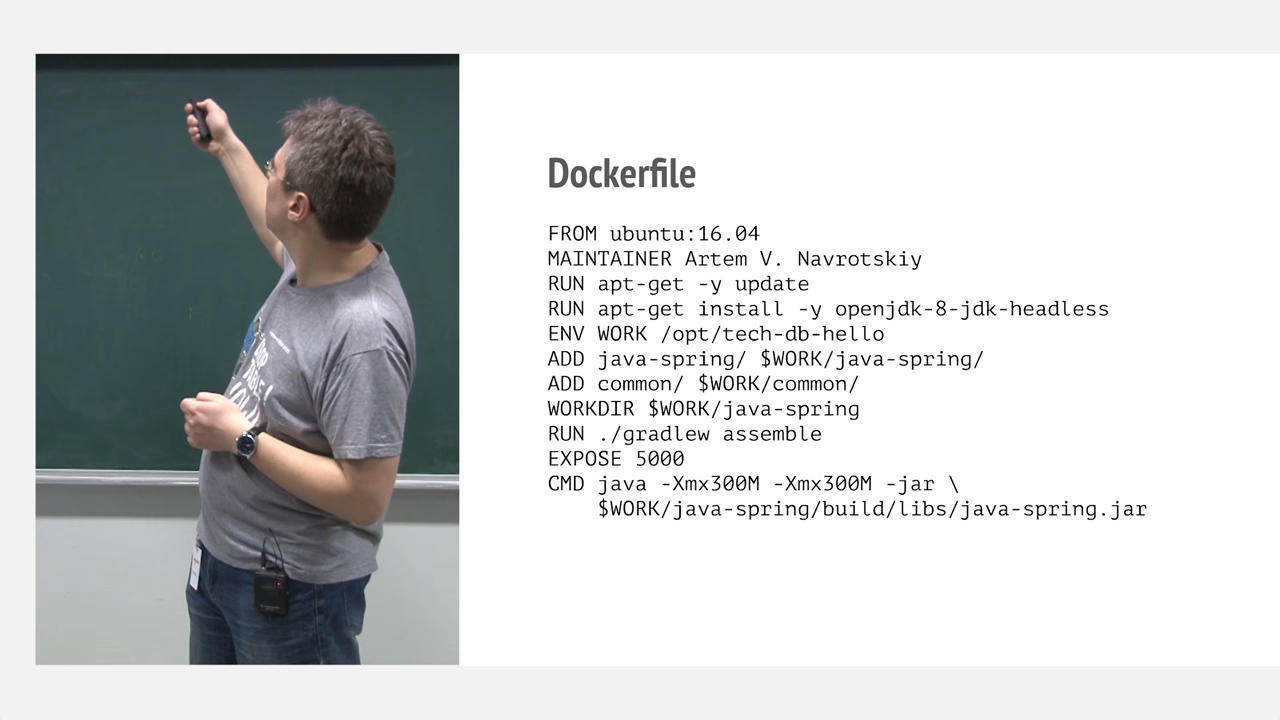 Dockerfile
FROM ubuntu:16.04
MAINTAINER Artem V. Navrotskiy
RUN apt-get -y update
RUN apt-get install -y openjdk-8-jdk-headless
ENV WORK /opt/tech-db-hello
ADD java-spring/ $WORK/java-spring/
ADD common/ $WORK/common/
WORKDIR $WORK/java-spring
RUN ./gradlew assemble
EXPOSE 5000
CMD java -Xmx300M -Xmx300M -jar \
$WORK/java-spring/build/libs/java-spring.jar